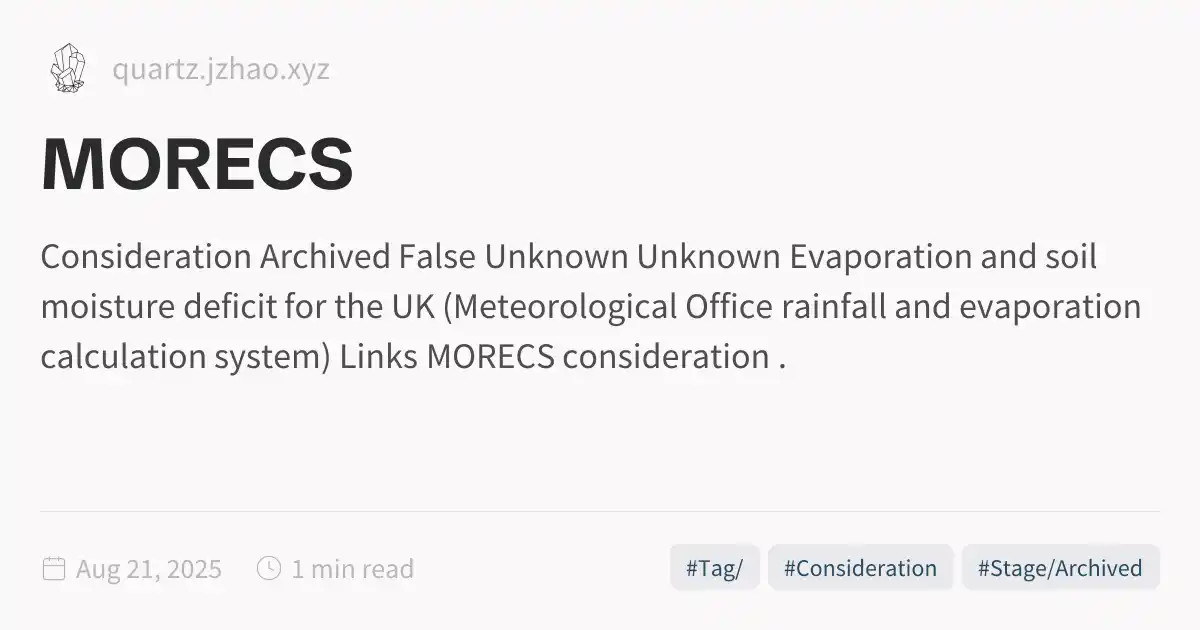 quartz.jzhao.xyz
MORECS
Consideration Archived False Unknown Unknown Evaporation and soil
moisture deficit for the UK (Meteorological Office rainfall and evaporation
calculation system) Links MORECS consideration .
Aug 21, 2025 1 min read #Tag/ #Consideration #Stage/Archived